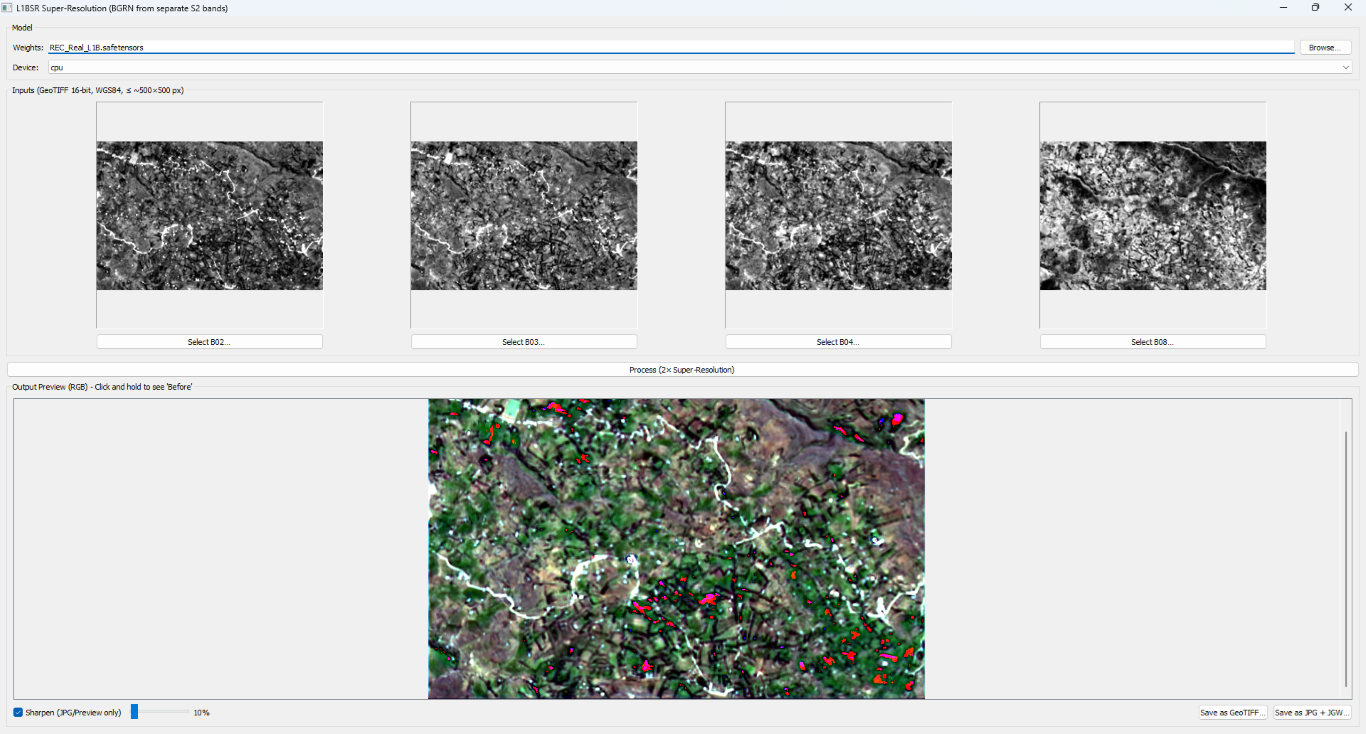 L1BSR Super-Resolution (BGRN from separate S2 bands)
Model
Weights: REC_Real_L1B.safetensors Browse...
Device: cpu
Inputs (GeoTIFF 16-bit, WGS84, ≤ ~500×500 px)
Select B02... Select B03... Select B04... Select B08...
Process (2× Super-Resolution)
Output Preview (RGB) - Click and hold to see 'Before'
Sharpen (JPG/Preview only) 10% Save as GeoTIFF... Save as JPG + JGW...